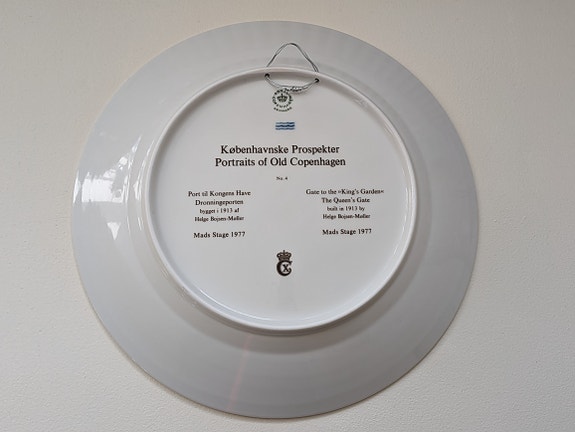 Københavnske Prospekter
Portraits of Old Copenhagen
No. 4
Port til Kongens Have
Dronningeporten
bygget i 1913 af
Helge Bojsen-Møller
Mads Stage 1977
Gate to the »King's Garden«
The Queen's Gate
built in 1913 by
Helge Bojsen-Møller
Mads Stage 1977